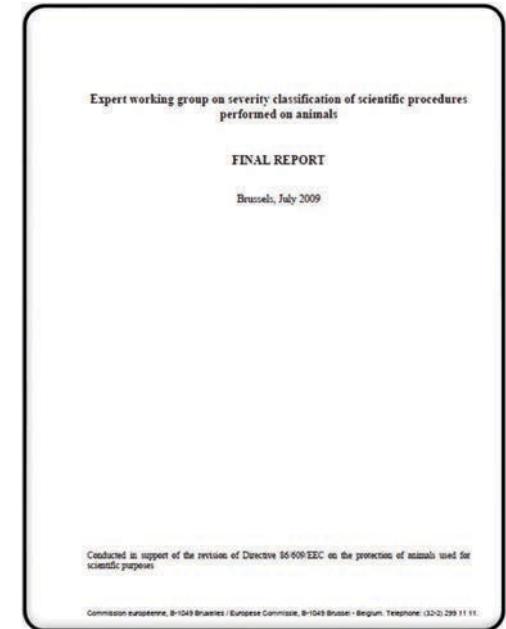 Expert working group on severity classification of scientific procedures
performed on animals
FINAL REPORT
Brussels, July 2009
Conducted in support of the revision of Directive 86/609/EEC on the protection of animals used for
scientific purposes
Commission européenne, B-1049 Bruxelles / Europese Commissie, B-1049 Brussel - Belgium. Telephone: (32-2) 299 11 11.